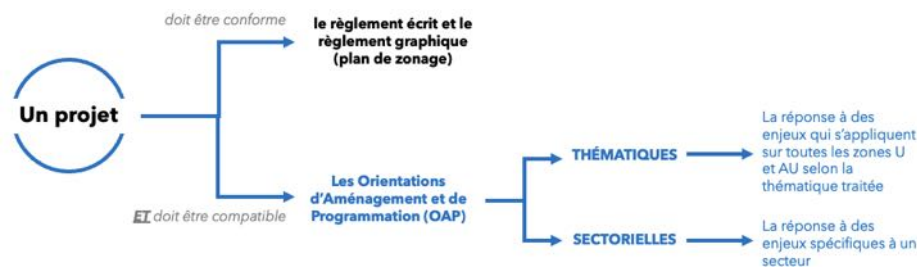 doit être conforme
le règlement écrit et le
règlement graphique
(plan de zonage)
Un projet
ET doit être compatible
Les Orientations
d'Aménagement et de
Programmation (OAP)
THÉMATIQUES
La réponse à des
enjeux qui s'appliquent
sur toutes les zones U
et AU selon la
thématique traitée
SECTORIELLES
La réponse à des
enjeux spécifiques à un
secteur